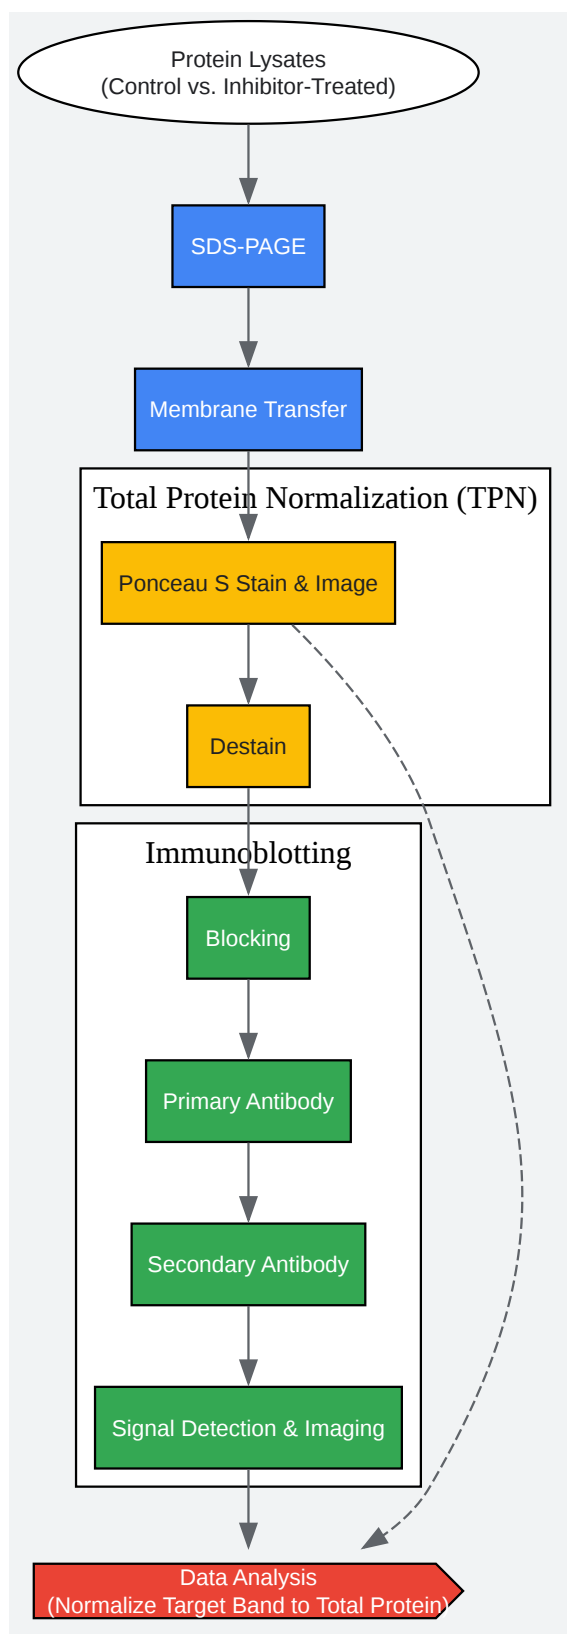 Protein Lysates
(Control vs. Inhibitor-Treated)
SDS-PAGE
Membrane Transfer
Total Protein Normalization (TPN)
Ponceau S Stain & Image
Destain
Immunoblotting
Blocking
Primary Antibody
Secondary Antibody
Signal Detection & Imaging
Data Analysis
(Normalize Target Band to Total Protein)